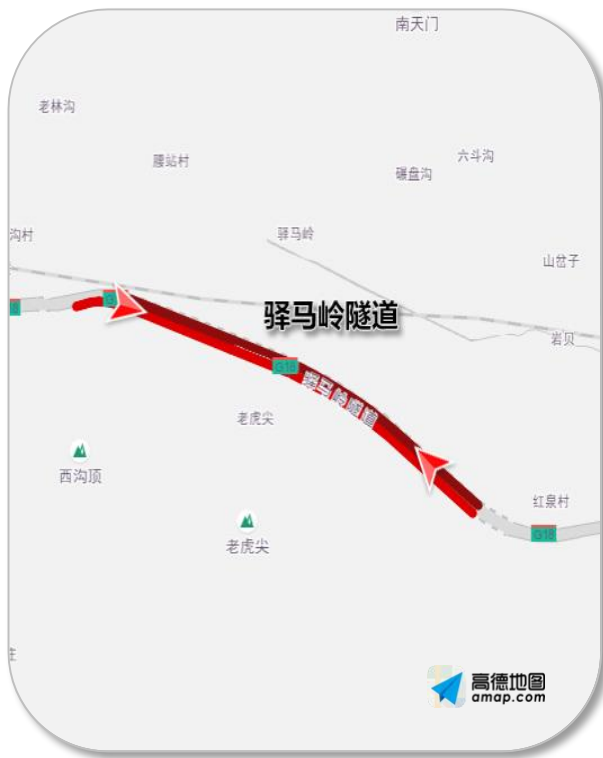 南天门
老林沟
六斗沟
腰站村
碾盘沟
沟村
驿马岭
山岔子
驿马岭隧道
岩贝
G18
驿马岭隧道
老虎尖
西沟顶
红泉村
G18
老虎尖
高德地图
amap.com